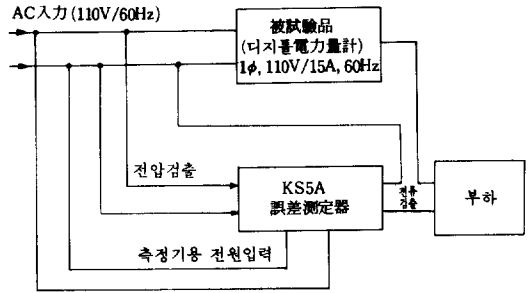 AC入力(110V/60Hz)
被試驗品
(디지틀電力量計)
1φ, 110V/15A, 60Hz
전압검출
KS5A
誤差測定器
전류
검출
부하
측정기용 전원입력